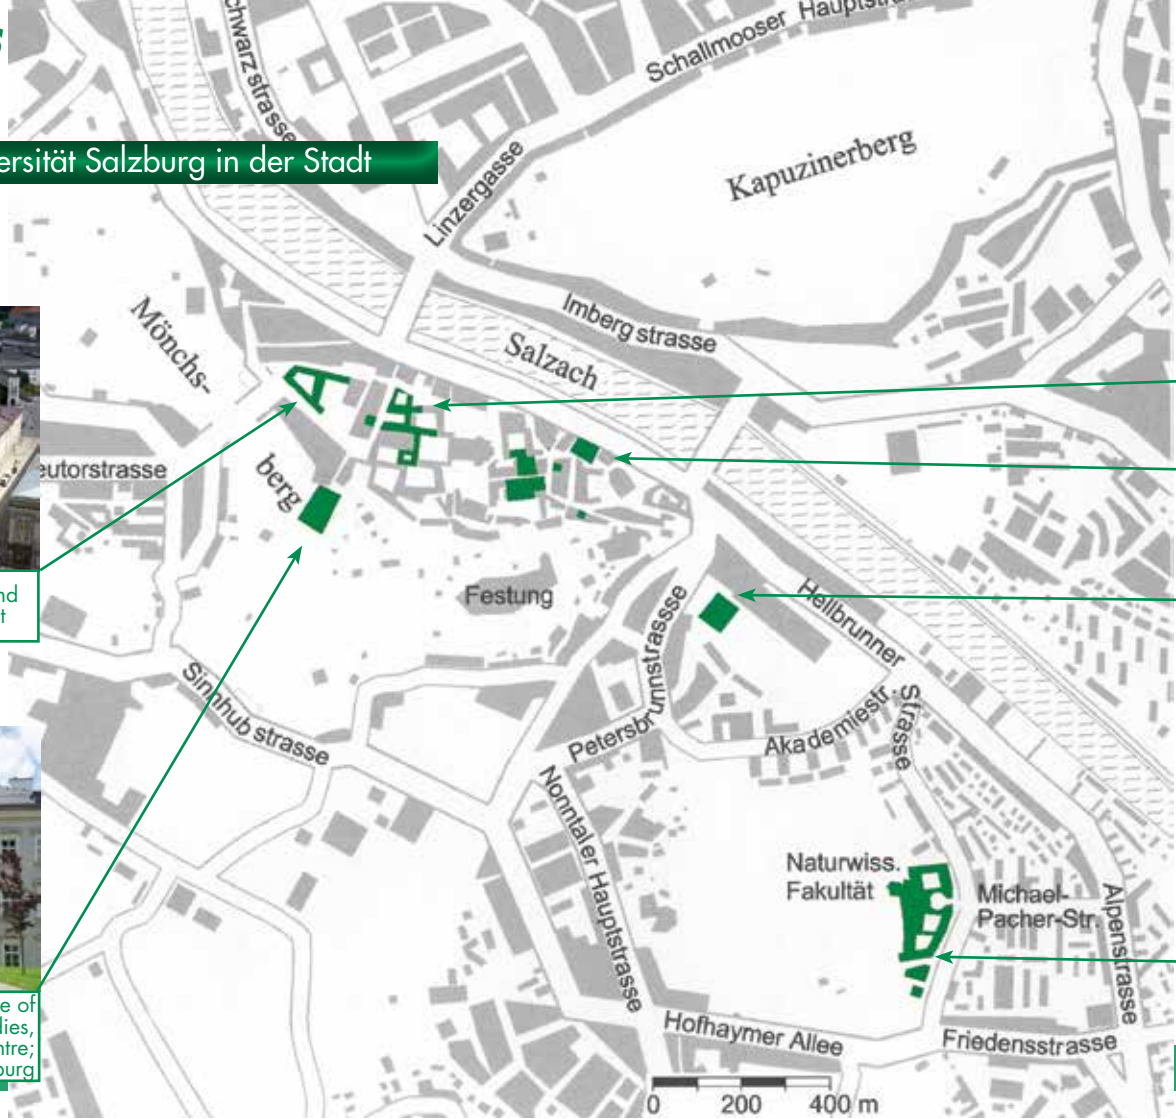 Hauptstr
Schallmooser
chwarzstrasse
ersität Salzburg in der Stadt
Linzergasse
Kapuzinerberg
Mönchs-
berg
Imbergstrasse
Salzach
eutorstrasse
Festung
nd
t
Hellbrunner
Strasse
Petersbrunnstrassse
Akademiestr.
Sinnhubstrasse
Nonntaler Hauptstrasse
Naturwiss.
Fakultät
Michael-
Pacher-Str.
Alpenstrasse
e of
dies,
ntre;
burg
Hofhaymer Allee
Friedensstrasse
0 200 400 m